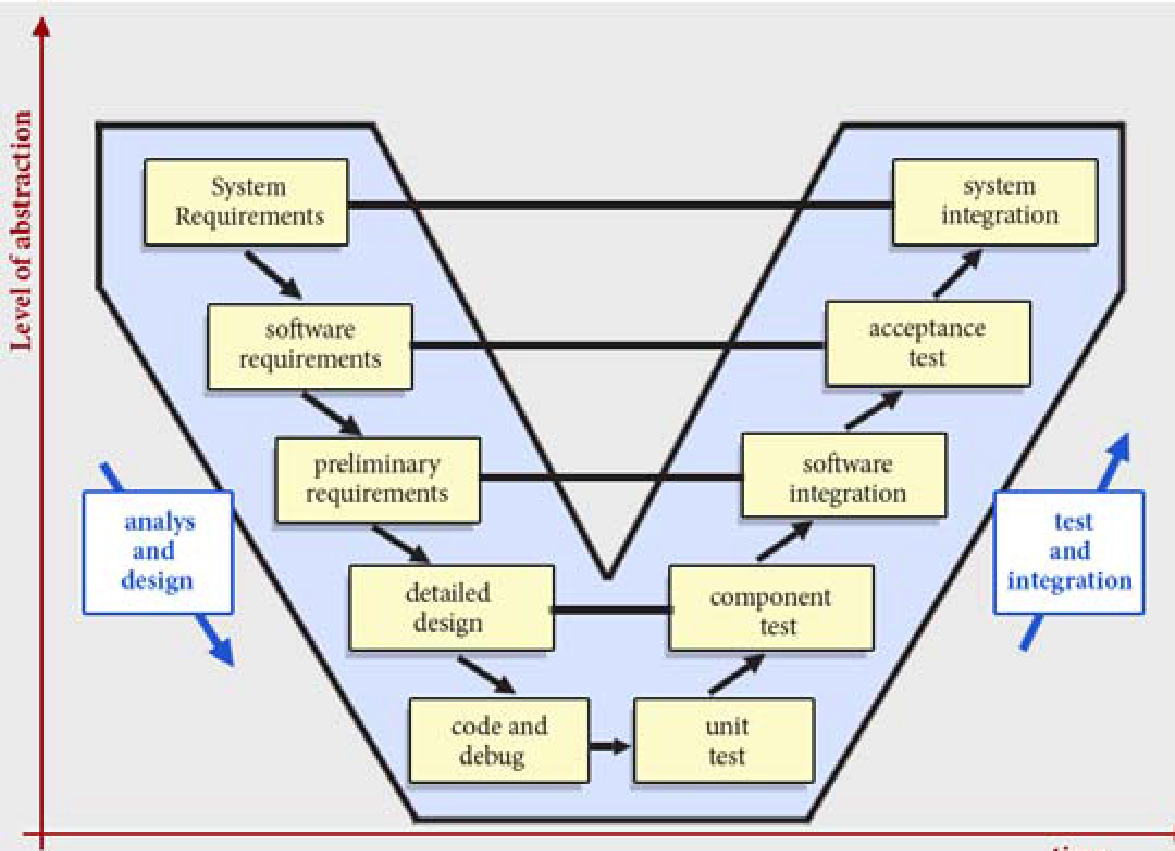 Level of abstraction
System
Requirements
system
integration
software
requirements
acceptance
test
preliminary
requirements
software
integration
analys
and
design
test
and
integration
detailed
design
component
test
code and
debug
unit
test